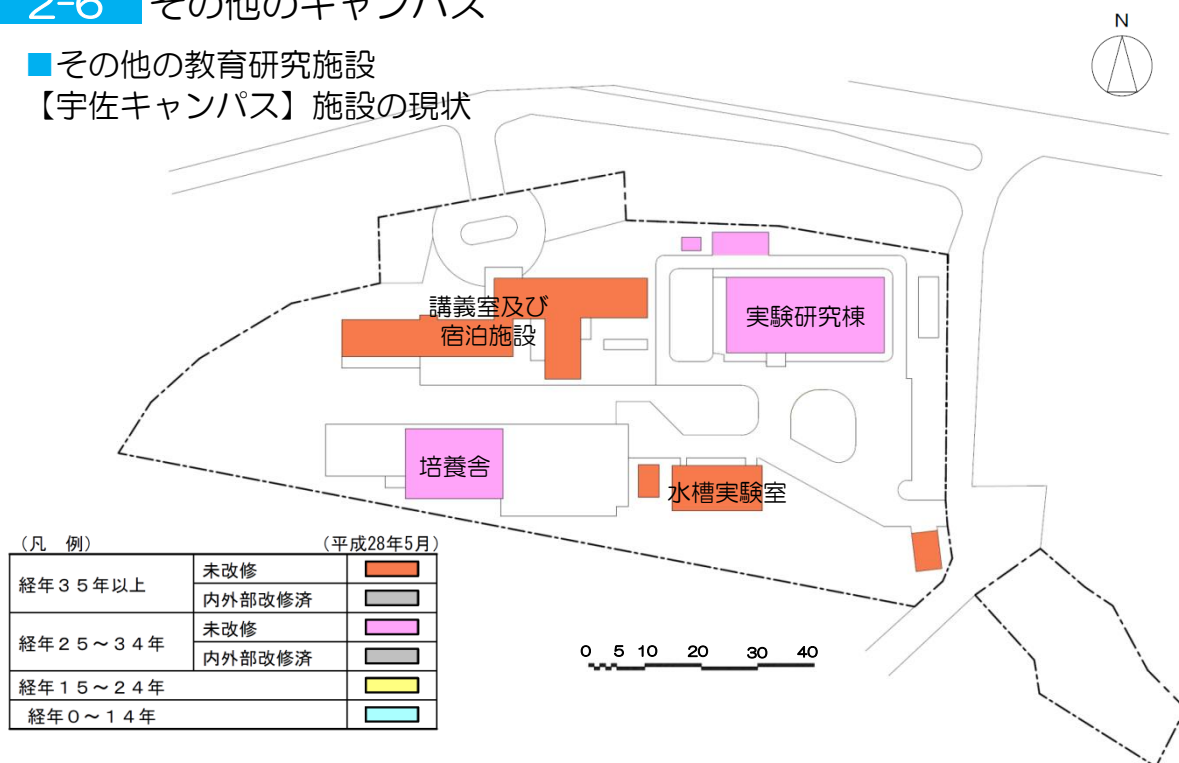 2-6 その他のキャンパス
■その他の教育研究施設
【宇佐キャンパス】施設の現状
N
講義室及び
宿泊施設
実験研究棟
培養舎
水槽実験室
（凡　例） （平成28年5月）
経年３５年以上 未改修
内外部改修済
経年２５～３４年 未改修
内外部改修済
経年１５～２４年
経年０～１４年
0 5 10 20 30 40